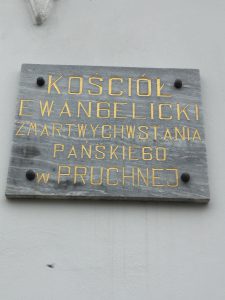 KOŚCIÓŁ
EWANGELICKI
ZMARTWYCHWSTANIA
PAŃSKIEGO
w PRUCHNEJ